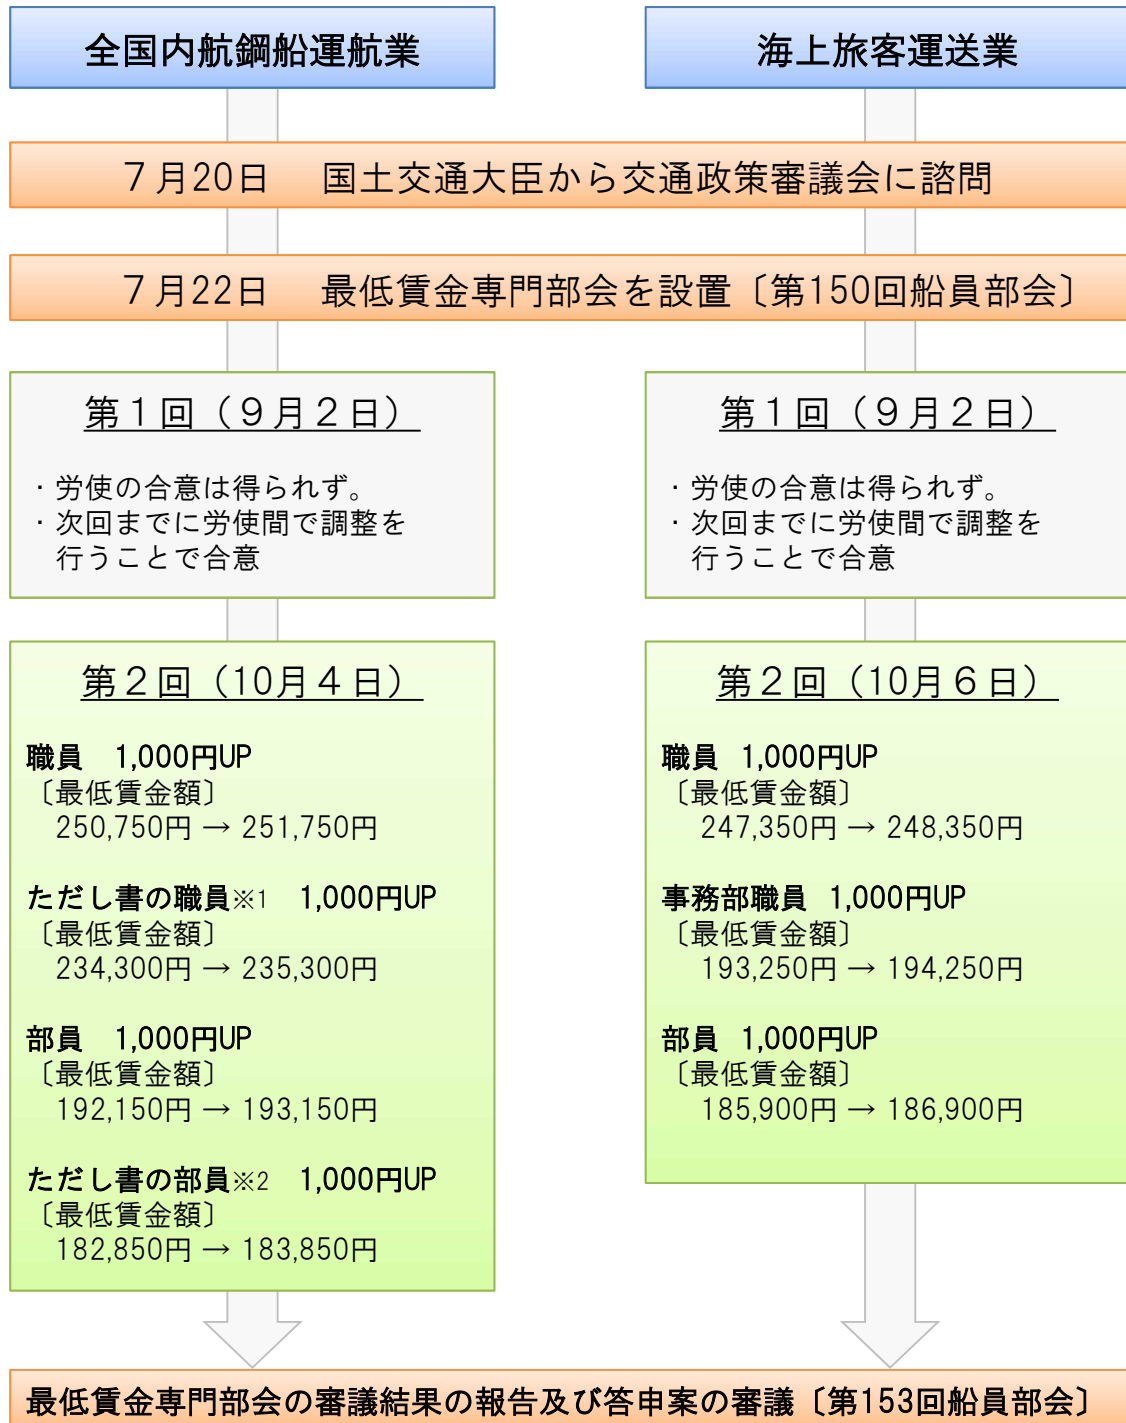 全国内航鋼船運航業
海上旅客運送業
７月20日　国土交通大臣から交通政策審議会に諮問
７月22日　最低賃金専門部会を設置〔第150回船員部会〕
第１回（９月２日）
・労使の合意は得られず。
・次回までに労使間で調整を
行うことで合意
第１回（９月２日）
・労使の合意は得られず。
・次回までに労使間で調整を
行うことで合意
第２回（10月４日）
職員　1,000円UP
〔最低賃金額〕
250,750円 → 251,750円
ただし書の職員※1　1,000円UP
〔最低賃金額〕
234,300円 → 235,300円
部員　1,000円UP
〔最低賃金額〕
192,150円 → 193,150円
ただし書の部員※2　1,000円UP
〔最低賃金額〕
182,850円 → 183,850円
第２回（10月６日）
職員　1,000円UP
〔最低賃金額〕
247,350円 → 248,350円
事務部職員　1,000円UP
〔最低賃金額〕
193,250円 → 194,250円
部員　1,000円UP
〔最低賃金額〕
185,900円 → 186,900円
最低賃金専門部会の審議結果の報告及び答申案の審議〔第153回船員部会〕